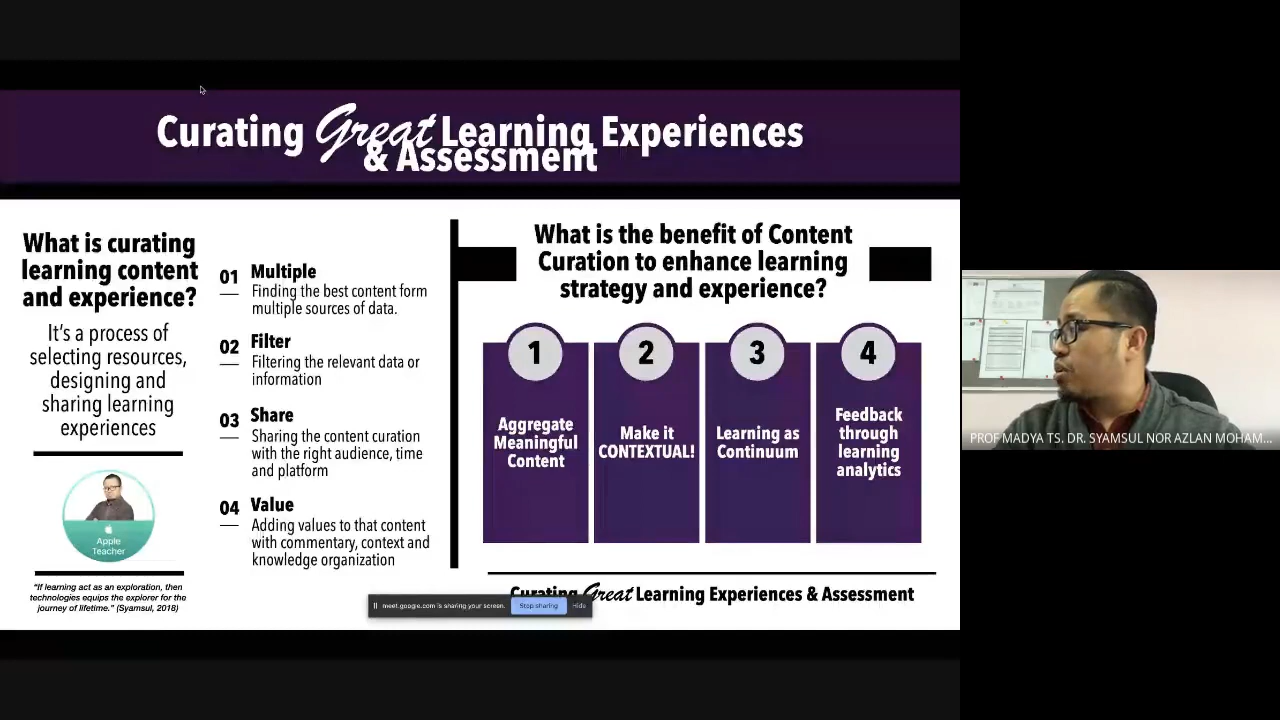 Curating Great Learning Experiences
& Assessment
What is curating
learning content
and experience?
It's a process of
selecting resources,
designing and
sharing learning
experiences
Apple
Teacher
"If learning act as an exploration, then
technologies equips the explorer for the
journey of lifetime." (Syamsul, 2018)
01 Multiple
Finding the best content form
multiple sources of data.
02 Filter
Filtering the relevant data or
information
03 Share
Sharing the content curation
with the right audience, time
and platform
04 Value
Adding values to that content
with commentary, context and
knowledge organization
What is the benefit of Content
Curation to enhance learning
strategy and experience?
1
Aggregate
Meaningful
Content
2
Make it
CONTEXTUAL!
3
Learning as
Continuum
4
Feedback
through
learning
analytics
Curating Great Learning Experiences & Assessment
meet.google.com is sharing your screen. Stop sharing Hide
PROF MADYA TS. DR. SYAMSUL NOR AZLAN MOHAM...